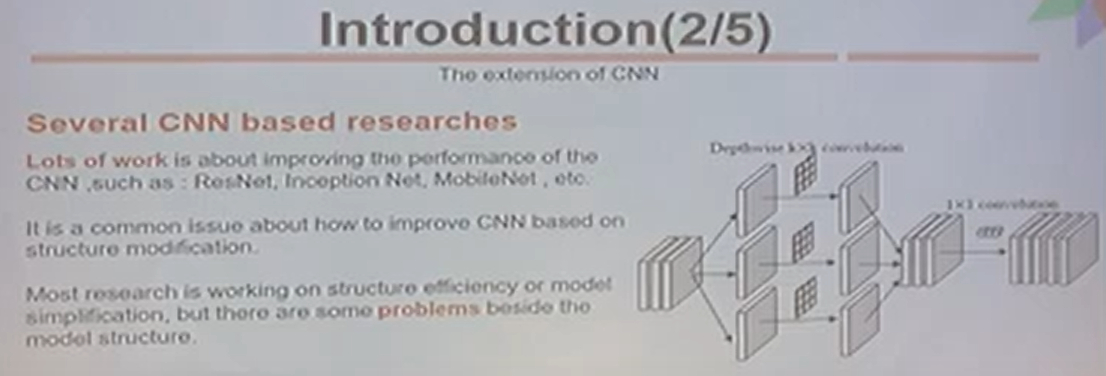 Introduction(2/5)
The extension of CNN
Several CNN based researches
Lots of work is about improving the performance of the
CNN ,such as : ResNet, Inception Net, MobileNet , etc.
It is a common issue about how to improve CNN based on
structure modification.
Most research is working on structure efficiency or model
simplification, but there are some problems beside the
model structure.
Depthwise k×k convolution
1×1 convolution